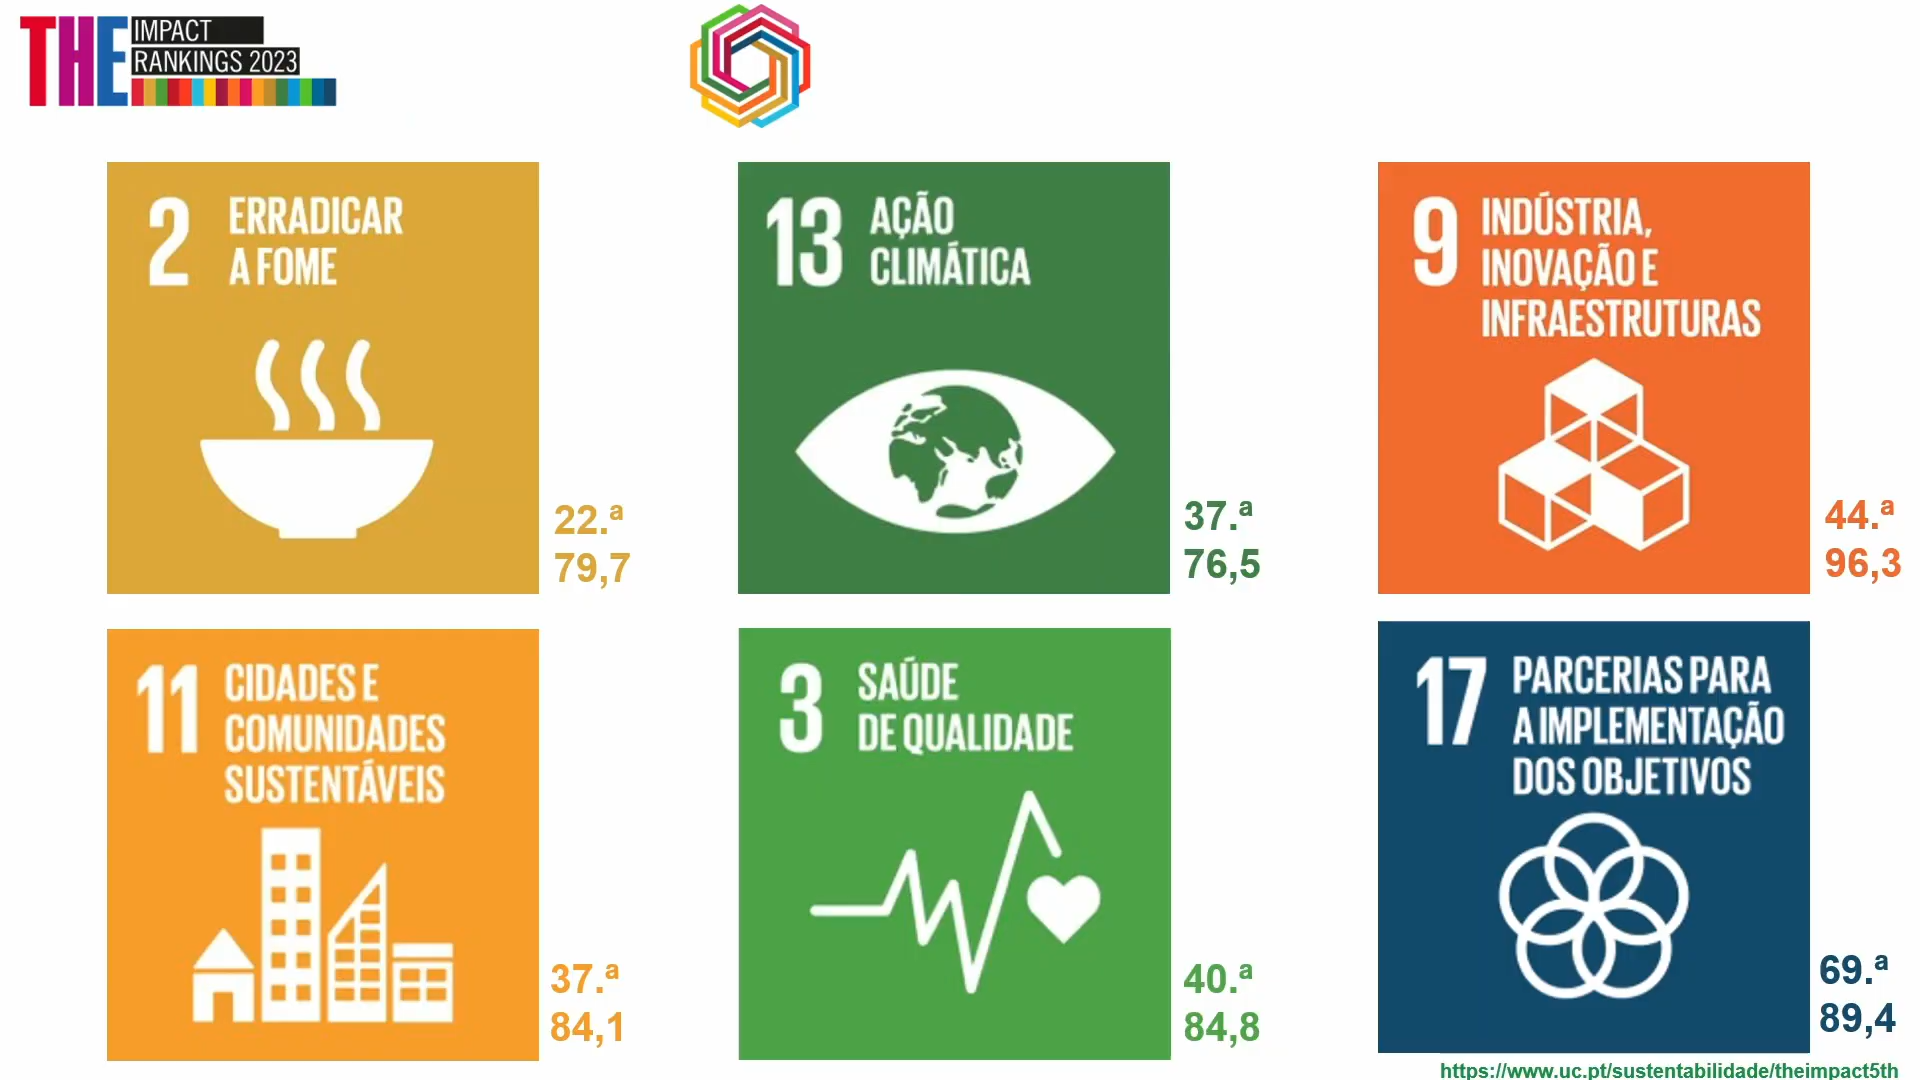 THE IMPACT
RANKINGS 2023
2 ERRADICAR
A FOME
22.ª
79,7
13 AÇÃO
CLIMÁTICA
37.ª
76,5
9 INDÚSTRIA,
INOVAÇÃO E
INFRAESTRUTURAS
44.ª
96,3
11 CIDADES E
COMUNIDADES
SUSTENTÁVEIS
37.ª
84,1
3 SAÚDE
DE QUALIDADE
40.ª
84,8
17 PARCERIAS PARA
A IMPLEMENTAÇÃO
DOS OBJETIVOS
69.ª
89,4
https://www.uc.pt/sustentabilidade/theimpact5th